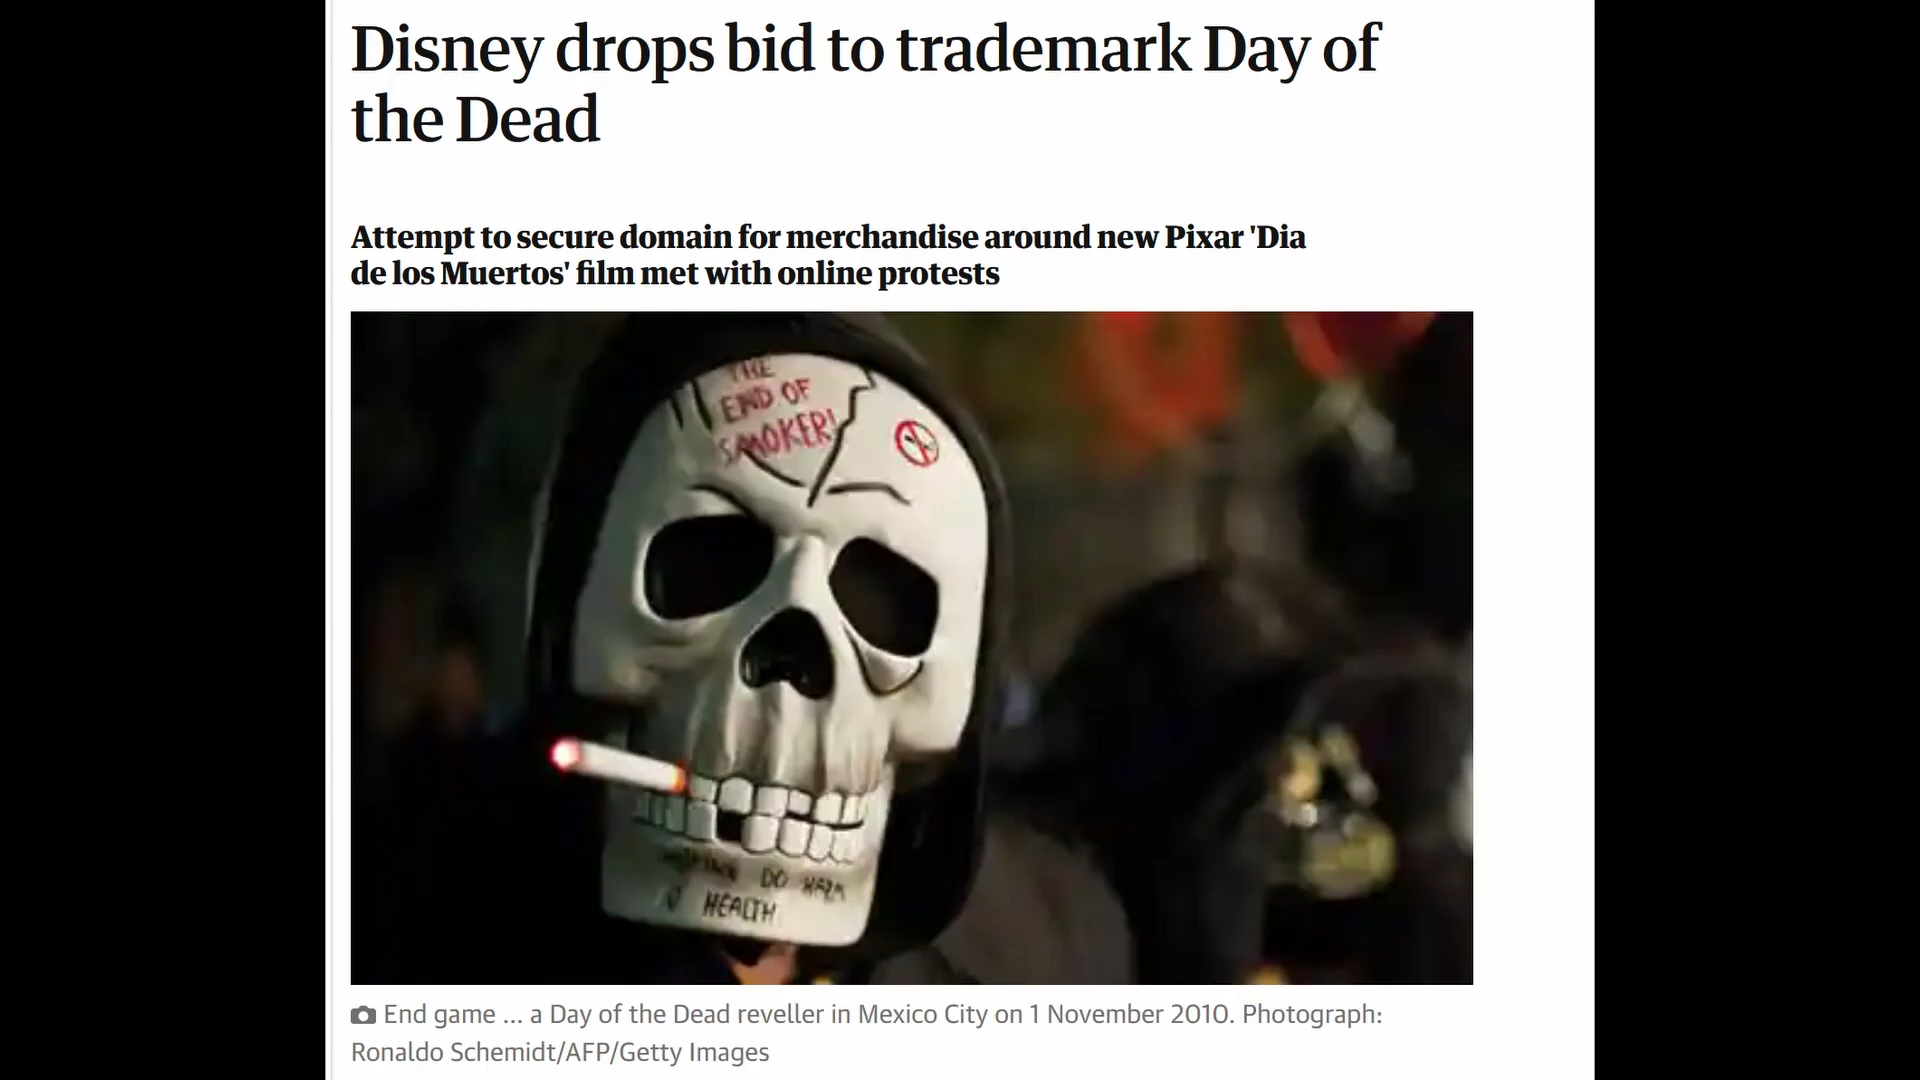 Disney drops bid to trademark Day of
the Dead
Attempt to secure domain for merchandise around new Pixar 'Dia
de los Muertos' film met with online protests
THE
END OF
SMOKER!
DO HARM
HEALTH
End game ... a Day of the Dead reveller in Mexico City on 1 November 2010. Photograph:
Ronaldo Schemidt/AFP/Getty Images